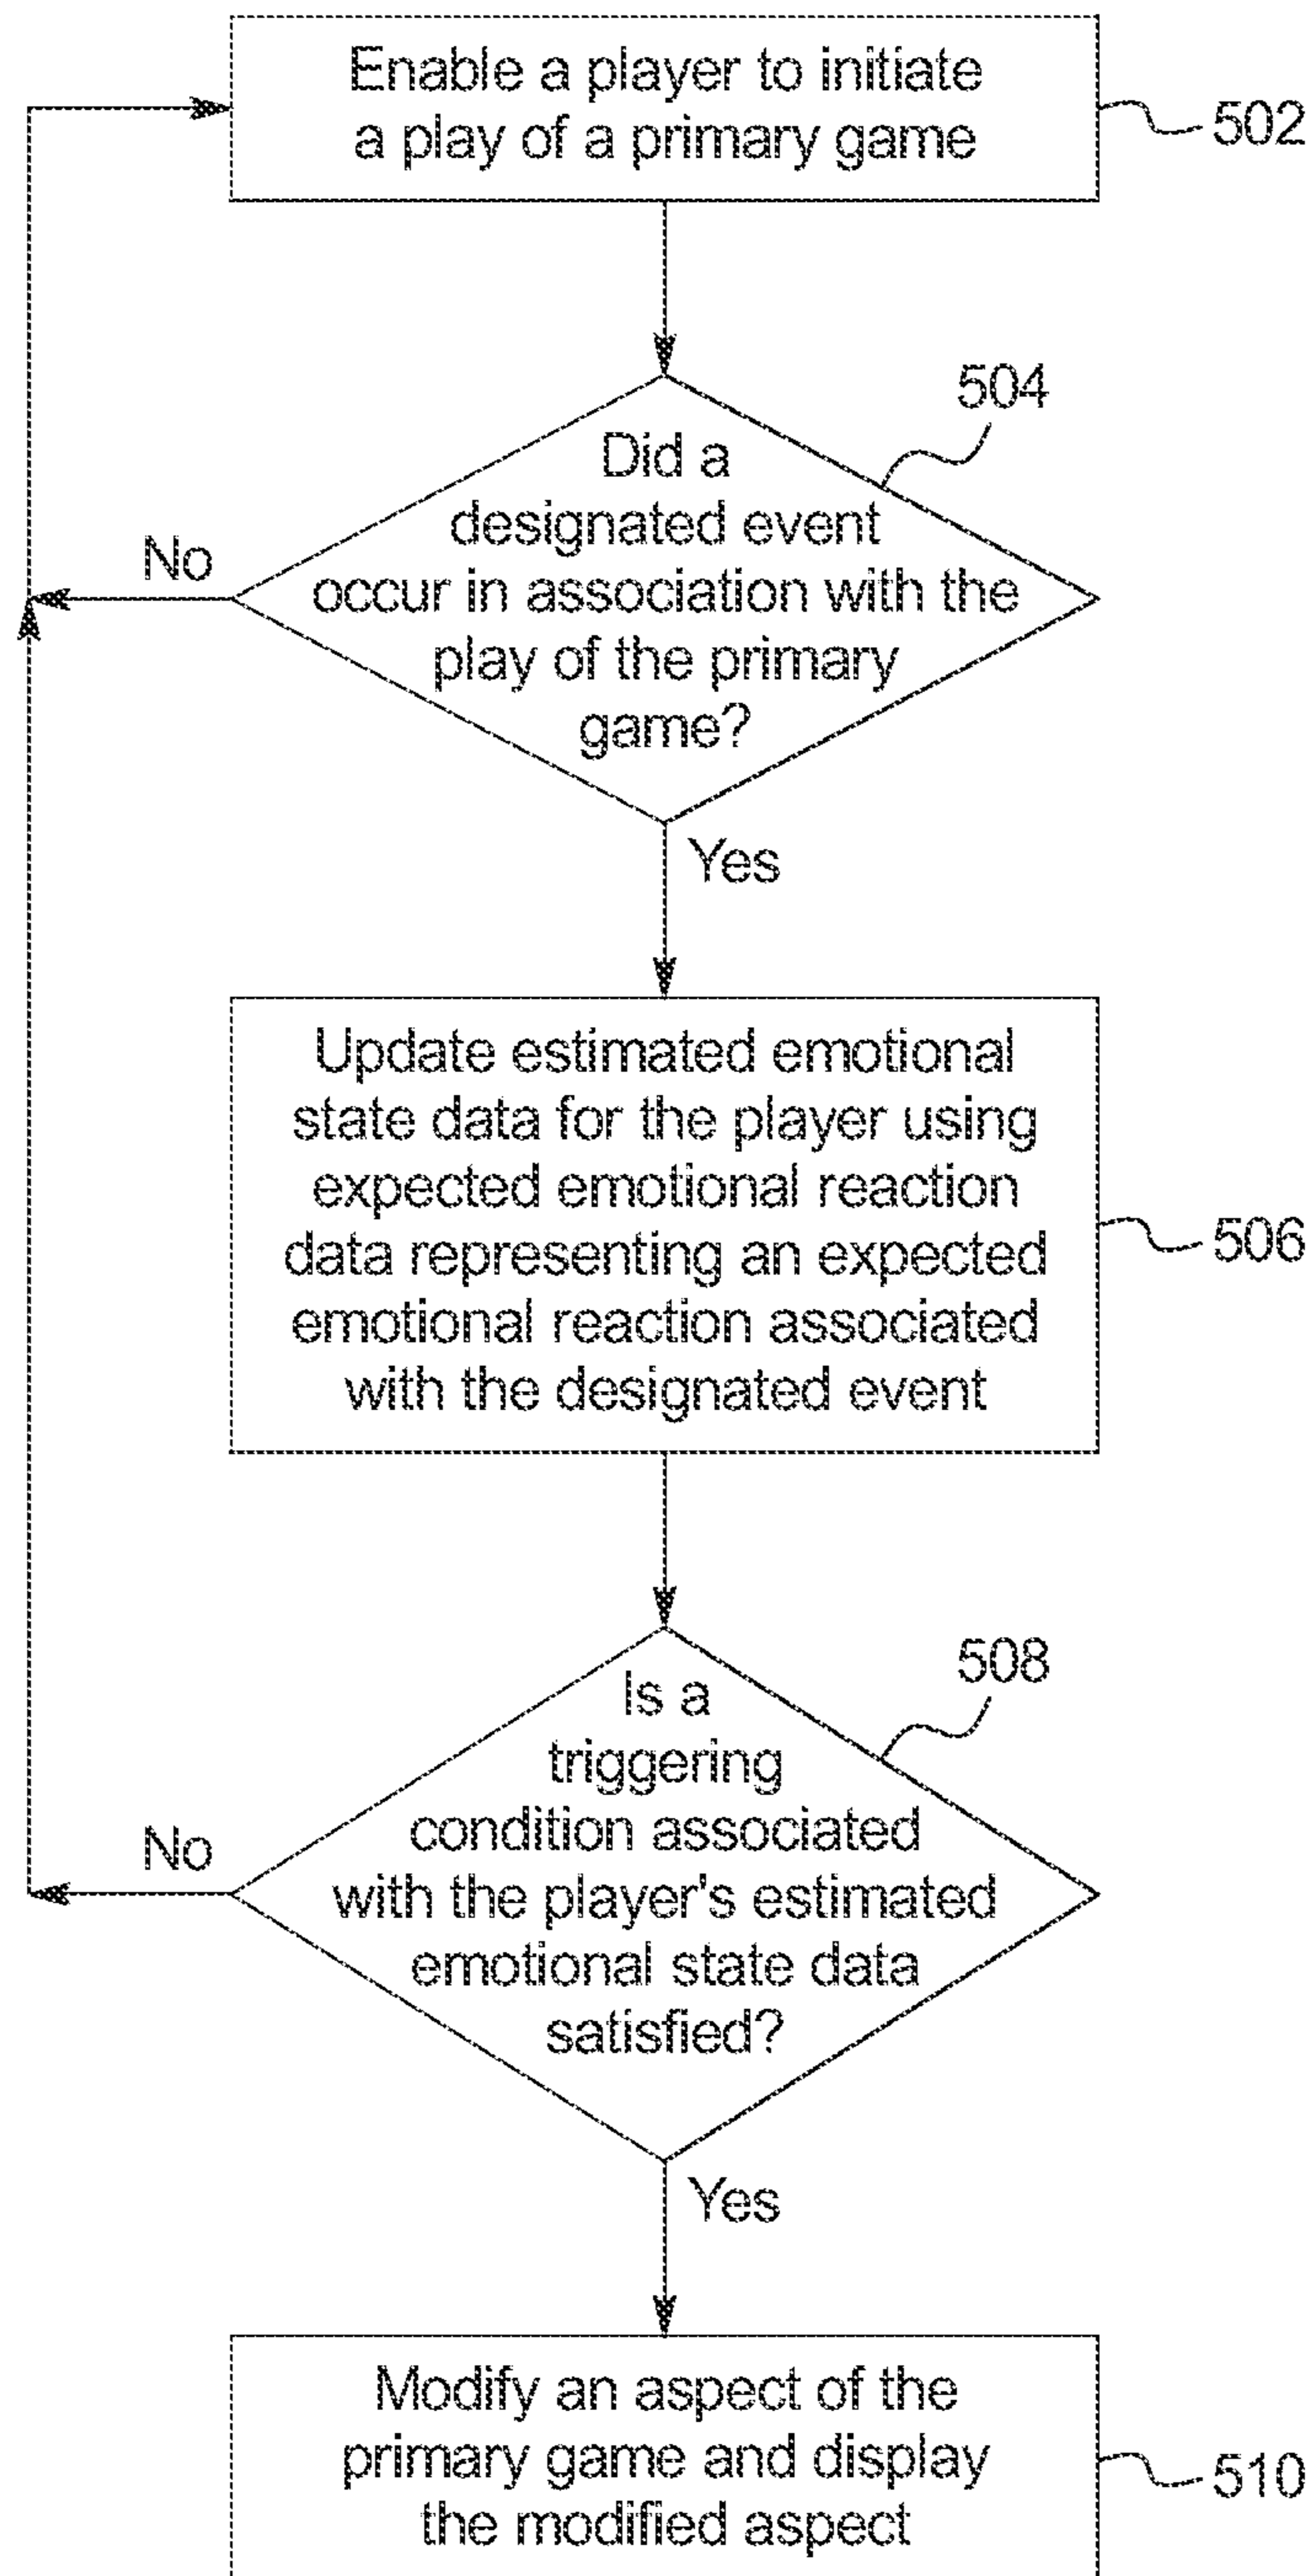 Enable a player to initiate
a play of a primary game
502
504
Did a
designated event
occur in association with the
play of the primary
game?
No
Yes
Update estimated emotional
state data for the player using
expected emotional reaction
data representing an expected
emotional reaction associated
with the designated event
506
508
Is a
triggering
condition associated
with the player's estimated
emotional state data
satisfied?
No
Yes
Modify an aspect of the
primary game and display
the modified aspect
510